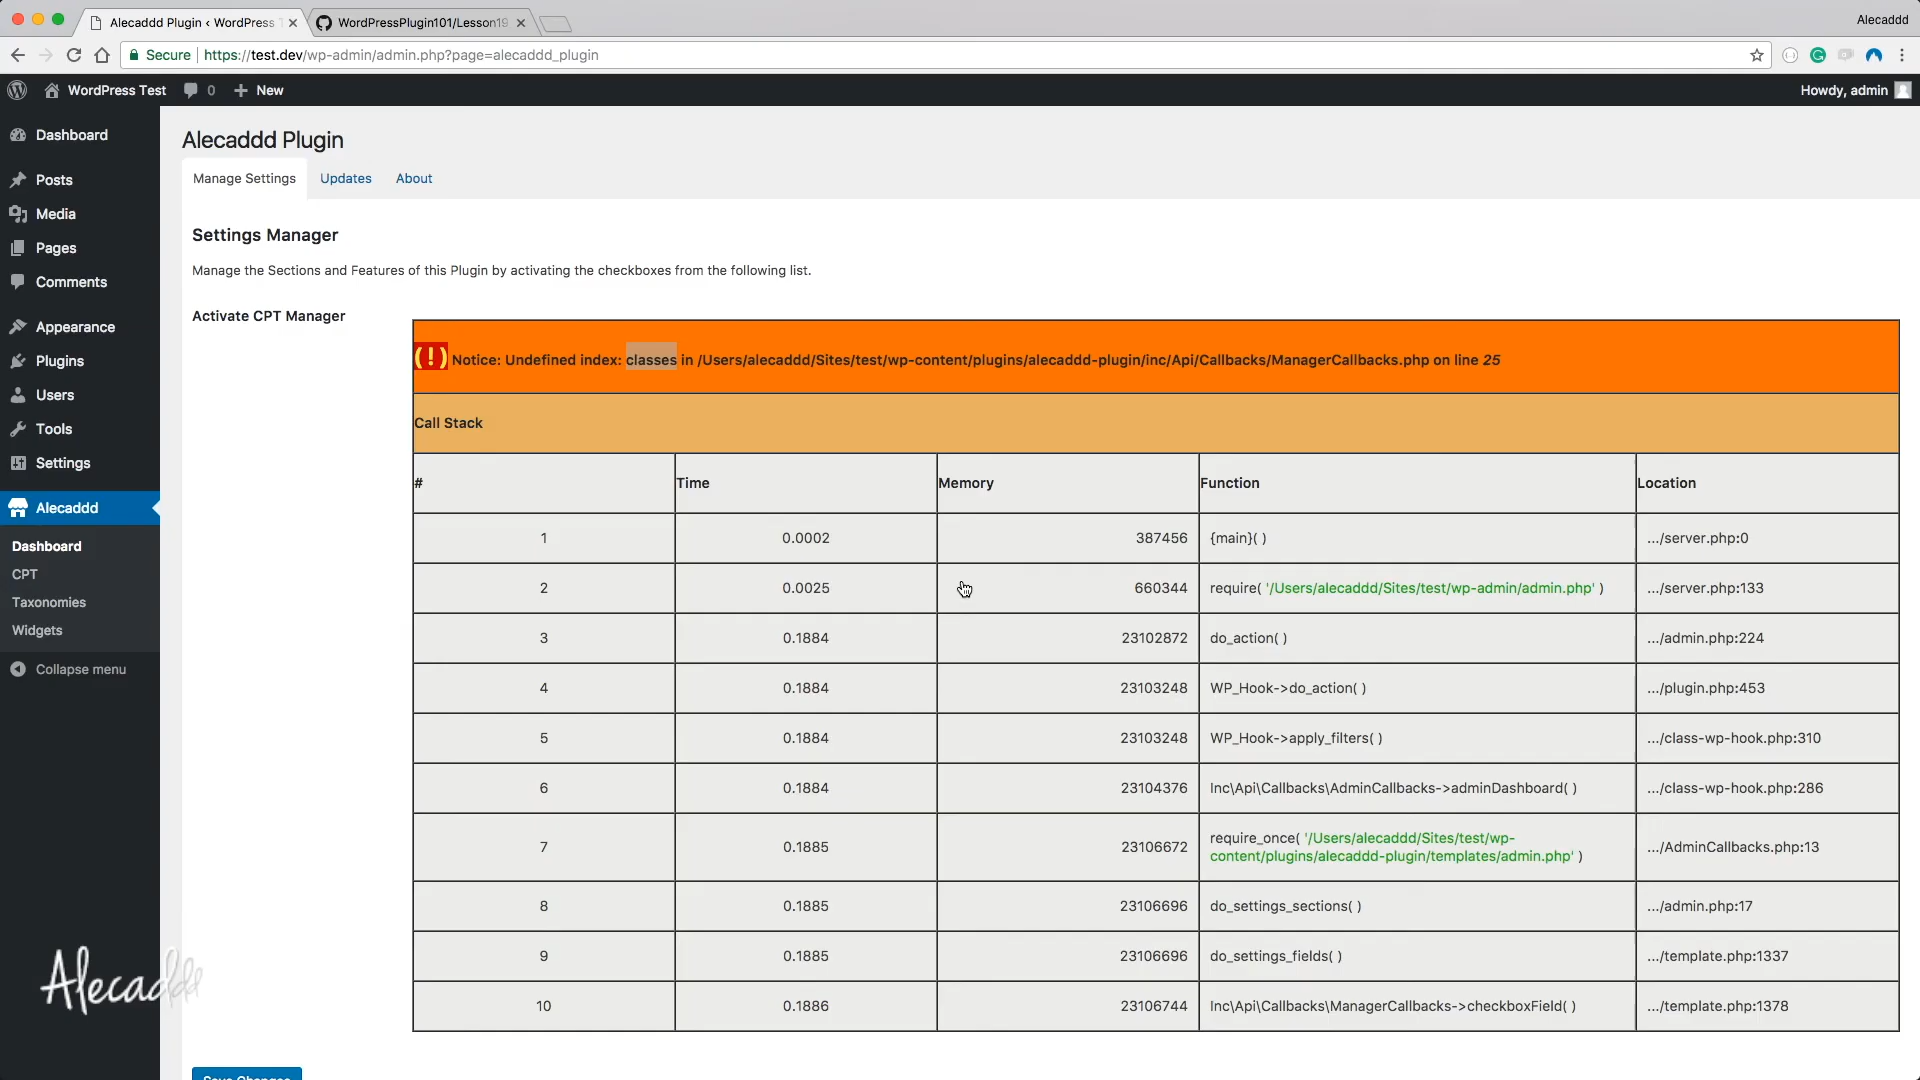 Alecaddd Plugin ‹ WordPress
WordPressPlugin101/Lesson19
Alecaddd
Secure
https://test.dev/wp-admin/admin.php?page=alecaddd_plugin
WordPress Test
0
New
Howdy, admin
Dashboard
Posts
Media
Pages
Comments
Appearance
Plugins
Users
Tools
Settings
Alecaddd
Dashboard
CPT
Taxonomies
Widgets
Collapse menu
Alecaddd Plugin
Manage Settings Updates About
Settings Manager
Manage the Sections and Features of this Plugin by activating the checkboxes from the following list.
Activate CPT Manager
(!) Notice: Undefined index: classes in /Users/alecaddd/Sites/test/wp-content/plugins/alecaddd-plugin/inc/Api/Callbacks/ManagerCallbacks.php on line 25
Call Stack
# Time Memory Function Location
1 0.0002 387456 {main}( ) .../server.php:0
2 0.0025 660344 require( '/Users/alecaddd/Sites/test/wp-admin/admin.php' ) .../server.php:133
3 0.1884 23102872 do_action( ) .../admin.php:224
4 0.1884 23103248 WP_Hook->do_action( ) .../plugin.php:453
5 0.1884 23103248 WP_Hook->apply_filters( ) .../class-wp-hook.php:310
6 0.1884 23104376 Inc\Api\Callbacks\AdminCallbacks->adminDashboard( ) .../class-wp-hook.php:286
7 0.1885 23106672 require_once( '/Users/alecaddd/Sites/test/wp-
content/plugins/alecaddd-plugin/templates/admin.php' ) .../AdminCallbacks.php:13
8 0.1885 23106696 do_settings_sections( ) .../admin.php:17
9 0.1885 23106696 do_settings_fields( ) .../template.php:1337
10 0.1886 23106744 Inc\Api\Callbacks\ManagerCallbacks->checkboxField( ) .../template.php:1378
Save Changes
Alecaddd